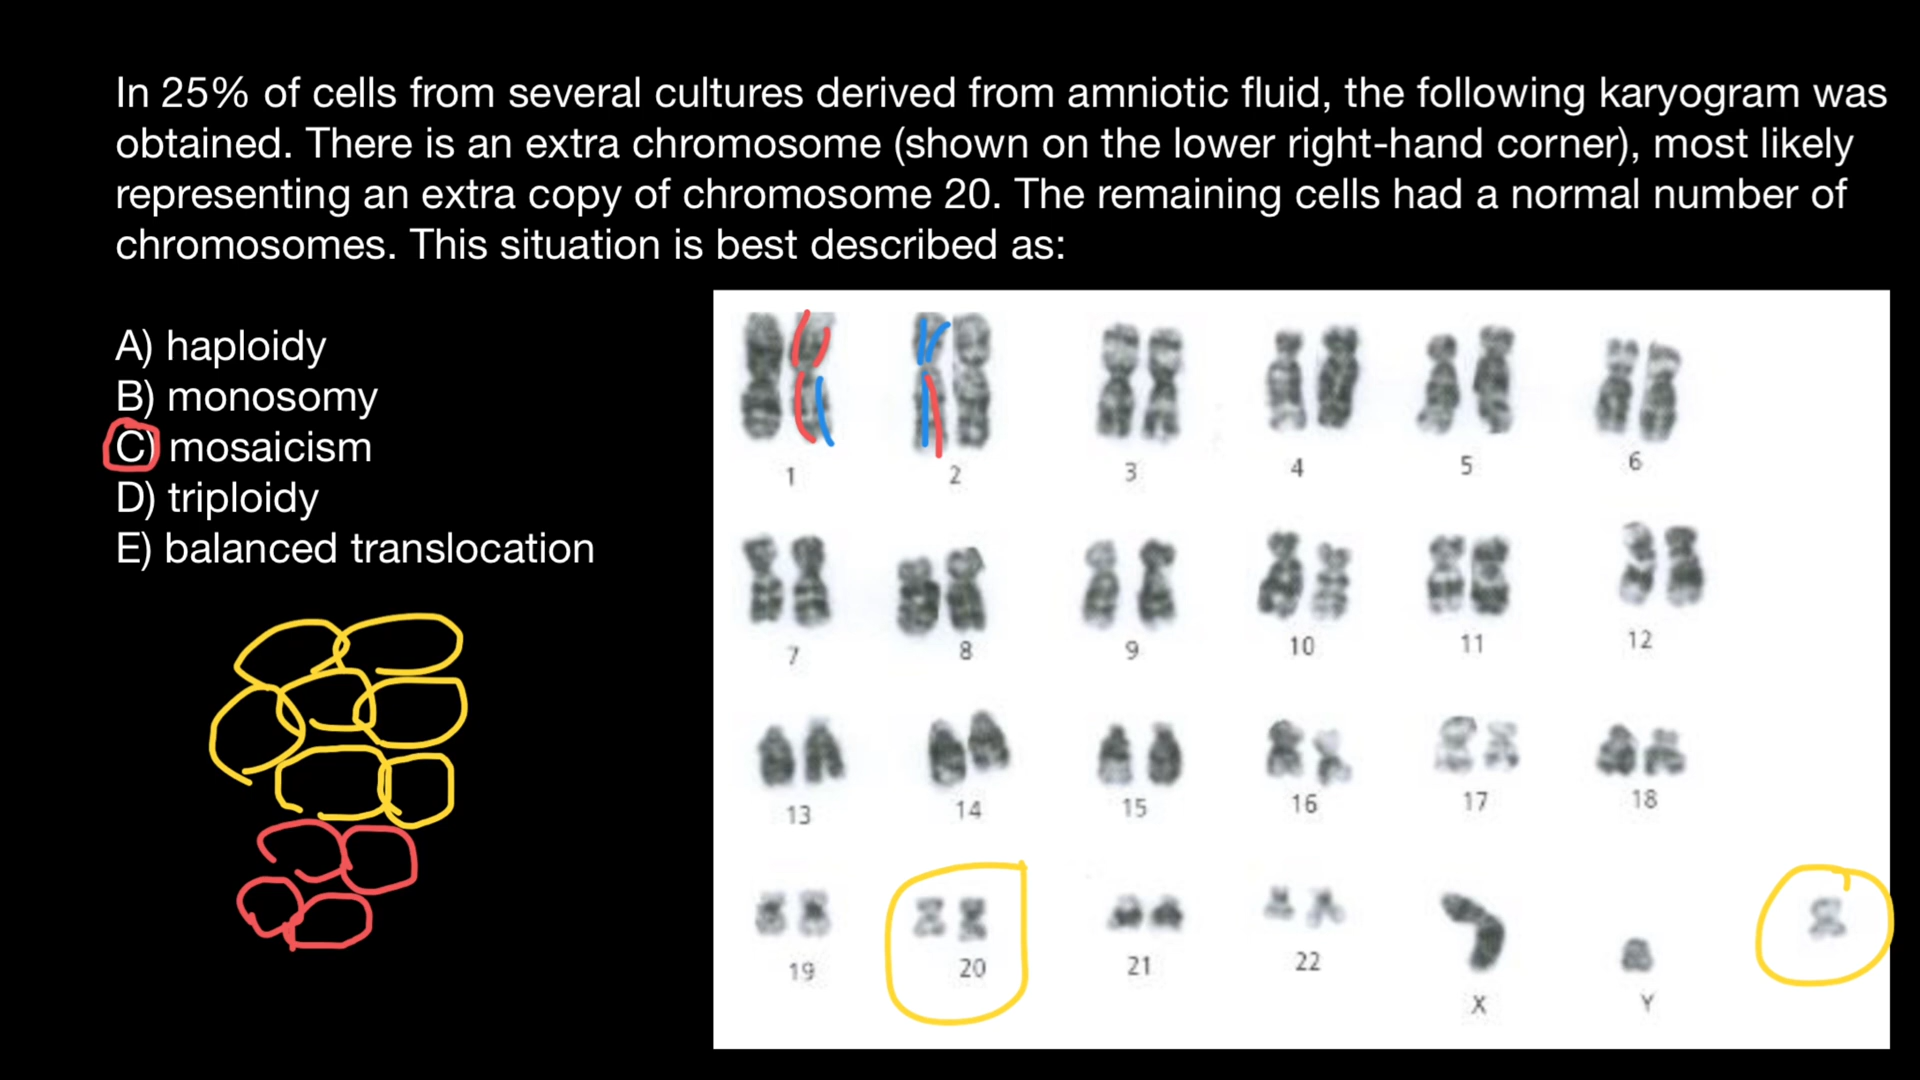 In 25% of cells from several cultures derived from amniotic fluid, the following karyogram was
obtained. There is an extra chromosome (shown on the lower right-hand corner), most likely
representing an extra copy of chromosome 20. The remaining cells had a normal number of
chromosomes. This situation is best described as:
A) haploidy
B) monosomy
C) mosaicism
D) triploidy
E) balanced translocation
1 2 3 4 5 6
7 8 9 10 11 12
13 14 15 16 17 18
19 20 21 22 X Y